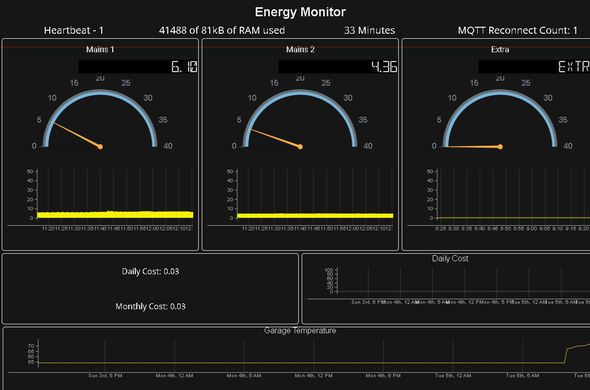 Energy Monitor
Heartbeat - 1 41488 of 81kB of RAM used 33 Minutes MQTT Reconnect Count: 1
Mains 1 Mains 2 Extra
6.10 4.36 EXTR
0 5 10 15 20 25 30 35 40
0 5 10 15 20 25 30 35 40
0 5 10 15 20 25 30 35 40
50
40
30
20
10
0
11:20 11:25 11:30 11:35 11:40 11:45 11:50 11:55 12:00 12:05 12:10 12:
50
40
30
20
10
0
11:20 11:25 11:30 11:35 11:40 11:45 11:50 11:55 12:00 12:05 12:10 12:
50
40
30
20
10
0
8:25 8:30 8:35 8:40 8:45 8:50 8:55 9:00 9:05 9:10 9:15 9:20
Daily Cost: 0.03
Monthly Cost: 0.03
Daily Cost
100
80
60
40
20
0
Sun 3rd, 6 PM Mon 4th, 12 AM Mon 4th, 6 AM Mon 4th, 12 PM Mon 4th, 6 PM Tue 5th, 12 AM Tue 5th, 6 AM
Garage Temperature
70
65
60
55
Sun 3rd, 6 PM Mon 4th, 12 AM Mon 4th, 6 AM Mon 4th, 12 PM Mon 4th, 6 PM Tue 5th, 12 AM Tue 5th, 6 AM Tue 5